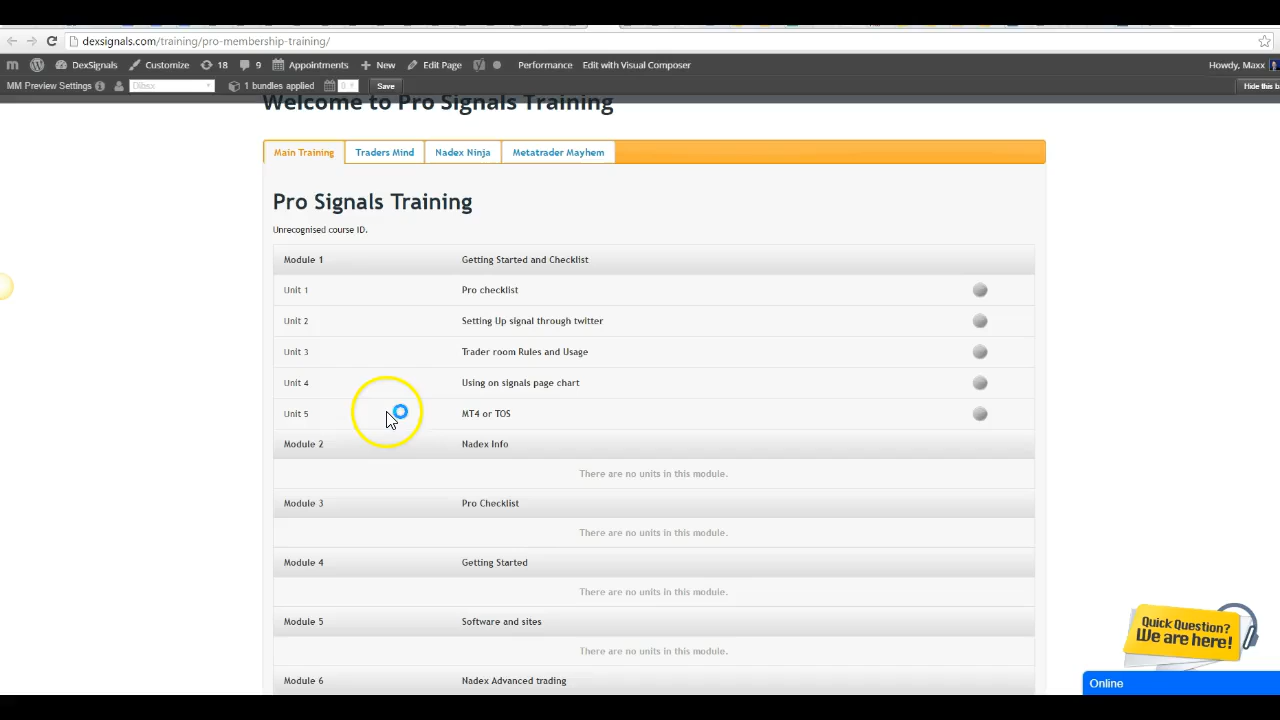 dexsignals.com/training/pro-membership-training/
DexSignals Customize 18 9 Appointments New Edit Page Performance Edit with Visual Composer Howdy, Maxx
MM Preview Settings 1 bundles applied 0 Save Hide this b
Welcome to Pro Signals Training
Main Training Traders Mind Nadex Ninja Metatrader Mayhem
Pro Signals Training
Unrecognised course ID.
Module 1 Getting Started and Checklist
Unit 1 Pro checklist
Unit 2 Setting Up signal through twitter
Unit 3 Trader room Rules and Usage
Unit 4 Using on signals page chart
Unit 5 MT4 or TOS
Module 2 Nadex Info
There are no units in this module.
Module 3 Pro Checklist
There are no units in this module.
Module 4 Getting Started
There are no units in this module.
Module 5 Software and sites
There are no units in this module.
Module 6 Nadex Advanced trading
Quick Question?
We are here!
Online